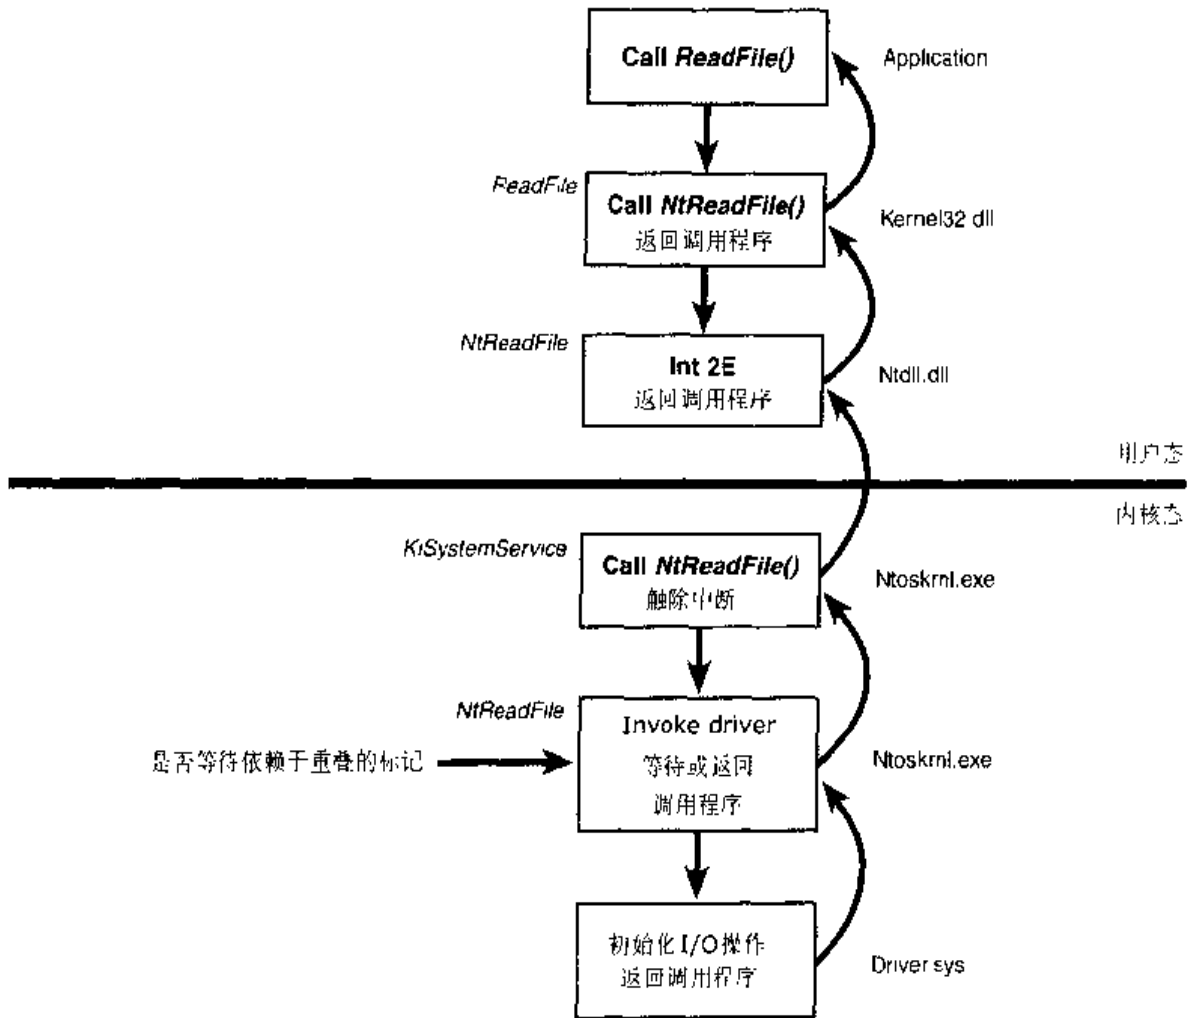 Call ReadFile()
Application
ReadFile
Call NtReadFile()
返回调用程序
Kernel32 dll
NtReadFile
Int 2E
返回调用程序
Ntdll.dll
用户态
内核态
KiSystemService
Call NtReadFile()
触除中断
Ntoskrnl.exe
NtReadFile
Invoke driver
等待或返回
调用程序
是否等待依赖于重叠的标记
Ntoskrnl.exe
初始化I/O操作
返回调用程序
Driver sys